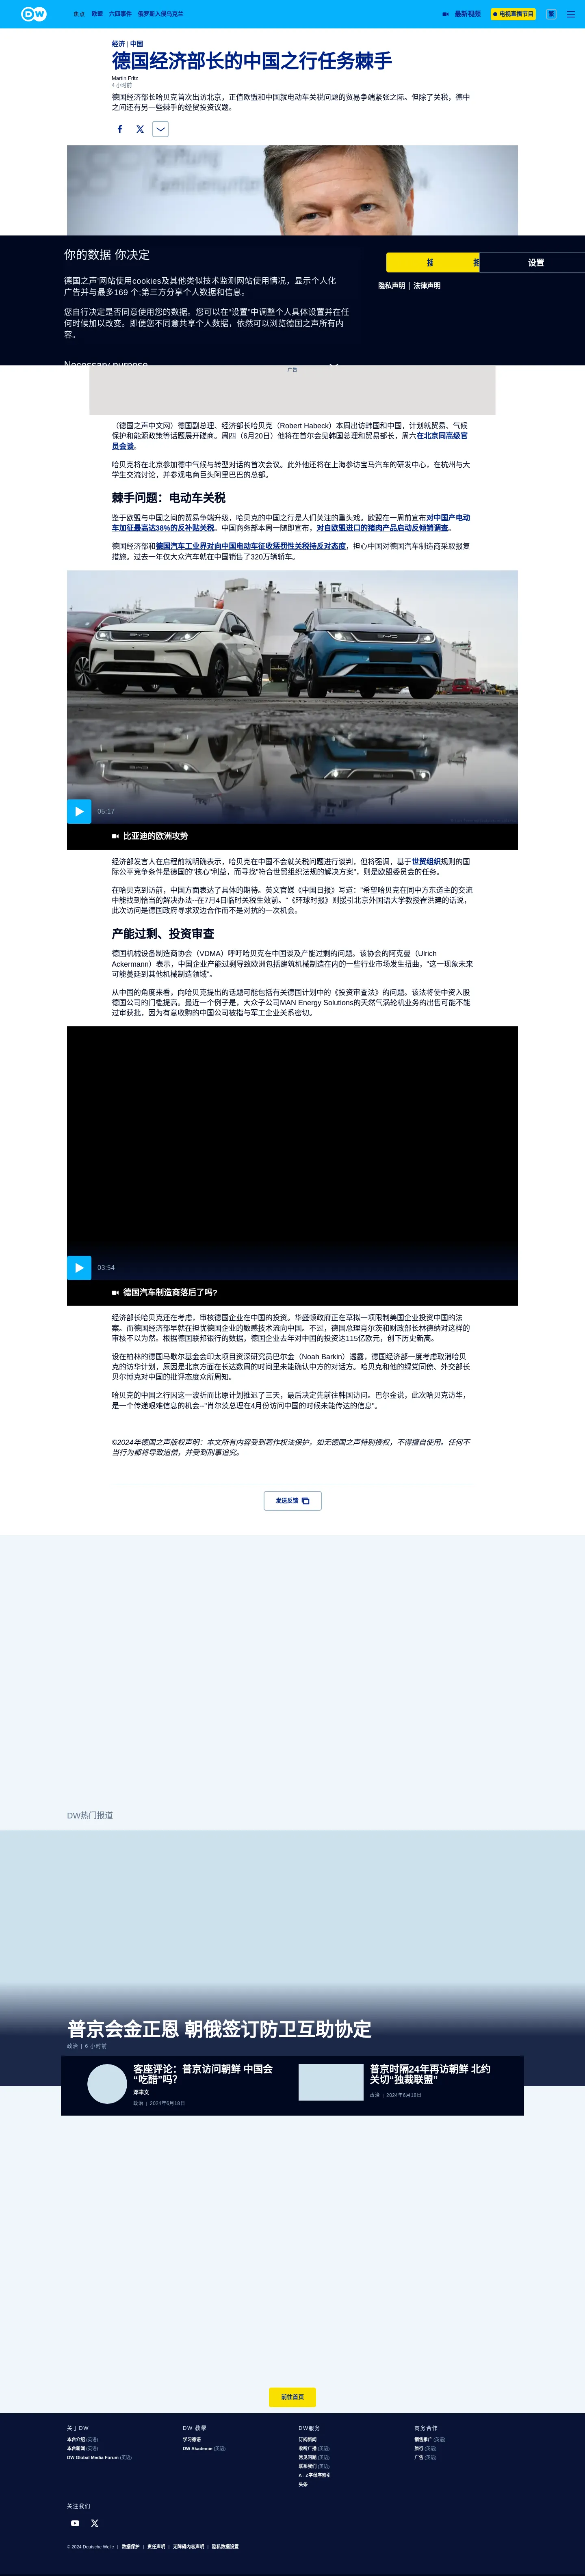 DW
焦点 欧盟 六四事件 俄罗斯入侵乌克兰
最新视频
电视直播节目
繁
经济 | 中国
德国经济部长的中国之行任务棘手
Martin Fritz
4 小时前
德国经济部长哈贝克首次出访北京，正值欧盟和中国就电动车关税问题的贸易争端紧张之际。但除了关税，德中
之间还有另一些棘手的经贸投资议题。
你的数据 你决定
德国之声'网站使用cookies及其他类似技术监测网站使用情况，显示个人化
广告并与最多169 个;第三方分享个人数据和信息。
您自行决定是否同意使用您的数据。您可以在“设置”中调整个人具体设置并在任
何时候加以改变。即便您不同意共享个人数据，依然可以浏览德国之声所有内
容。
Necessary purpose
设置
隐私声明 | 法律声明
广告
（德国之声中文网）德国副总理、经济部长哈贝克（Robert Habeck）本周出访韩国和中国，计划就贸易、气候
保护和能源政策等话题展开磋商。周四（6月20日）他将在首尔会见韩国总理和贸易部长，周六在北京同高级官
员会谈。
哈贝克将在北京参加德中气候与转型对话的首次会议。此外他还将在上海参访宝马汽车的研发中心，在杭州与大
学生交流讨论，并参观电商巨头阿里巴巴的总部。
棘手问题：电动车关税
鉴于欧盟与中国之间的贸易争端升级，哈贝克的中国之行是人们关注的重头戏。欧盟在一周前宣布对中国产电动
车加征最高达38%的反补贴关税。中国商务部本周一随即宣布，对自欧盟进口的猪肉产品启动反倾销调查。
德国经济部和德国汽车工业界对向中国电动车征收惩罚性关税持反对态度，担心中国对德国汽车制造商采取报复
措施。过去一年仅大众汽车就在中国销售了320万辆轿车。
05:17
比亚迪的欧洲攻势
经济部发言人在启程前就明确表示，哈贝克在中国不会就关税问题进行谈判，但将强调，基于世贸组织规则的国
际公平竞争条件是德国的“核心”利益，而寻找“符合世贸组织法规的解决方案”，则是欧盟委员会的任务。
在哈贝克到访前，中国方面表达了具体的期待。英文官媒《中国日报》写道："希望哈贝克在同中方东道主的交流
中能找到恰当的解决办法--在7月4日临时关税生效前。"《环球时报》则援引北京外国语大学教授崔洪建的话说，
此次访问是德国政府寻求双边合作而不是对抗的一次机会。
产能过剩、投资审查
德国机械设备制造商协会（VDMA）呼吁哈贝克在中国谈及产能过剩的问题。该协会的阿克曼（Ulrich
Ackermann）表示，中国企业产能过剩导致欧洲包括建筑机械制造在内的一些行业市场发生扭曲，"这一现象未来
可能蔓延到其他机械制造领域"。
从中国的角度来看，向哈贝克提出的话题可能包括有关德国计划中的《投资审查法》的问题。该法将使中资入股
德国公司的门槛提高。最近一个例子是，大众子公司MAN Energy Solutions的天然气涡轮机业务的出售可能不能
过审获批，因为有意收购的中国公司被指与军工企业关系密切。
03:54
德国汽车制造商落后了吗?
经济部长哈贝克还在考虑，审核德国企业在中国的投资。华盛顿政府正在草拟一项限制美国企业投资中国的法
案。而德国经济部早就在担忧德国企业的敏感技术流向中国。不过，德国总理肖尔茨和财政部长林德纳对这样的
审核不以为然。根据德国联邦银行的数据，德国企业去年对中国的投资达115亿欧元，创下历史新高。
设在柏林的德国马歇尔基金会印太项目资深研究员巴尔金（Noah Barkin）透露，德国经济部一度考虑取消哈贝
克的访华计划，原因是北京方面在长达数周的时间里未能确认中方的对话方。哈贝克和他的绿党同僚、外交部长
贝尔博克对中国的批评态度众所周知。
哈贝克的中国之行因这一波折而比原计划推迟了三天，最后决定先前往韩国访问。巴尔金说，此次哈贝克访华，
是一个传递艰难信息的机会--"肖尔茨总理在4月份访问中国的时候未能传达的信息"。
©2024年德国之声版权声明：本文所有内容受到著作权法保护，如无德国之声特别授权，不得擅自使用。任何不
当行为都将导致追偿，并受到刑事追究。
发送反馈
DW热门报道
普京会金正恩 朝俄签订防卫互助协定
政治 | 9 小时前
客座评论：普京访问朝鲜 中国会
“吃醋”吗？
邓聿文
政治 | 2024年6月18日
普京时隔24年再访朝鲜 北约
关切“独裁联盟”
政治 | 2024年6月18日
前往首页
关于DW
本台介绍 (英语)
本台新闻 (英语)
DW Global Media Forum (英语)
DW 教學
学习德语
DW Akademie (英语)
DW服务
订阅新闻
收听广播 (英语)
常见问题 (英语)
联系我们 (英语)
A - Z字母序索引
头条
商务合作
销售推广 (英语)
旅行 (英语)
广告 (英语)
关注我们
© 2024 Deutsche Welle | 数据保护 | 责任声明 | 无障碍内容声明 | 隐私数据设置